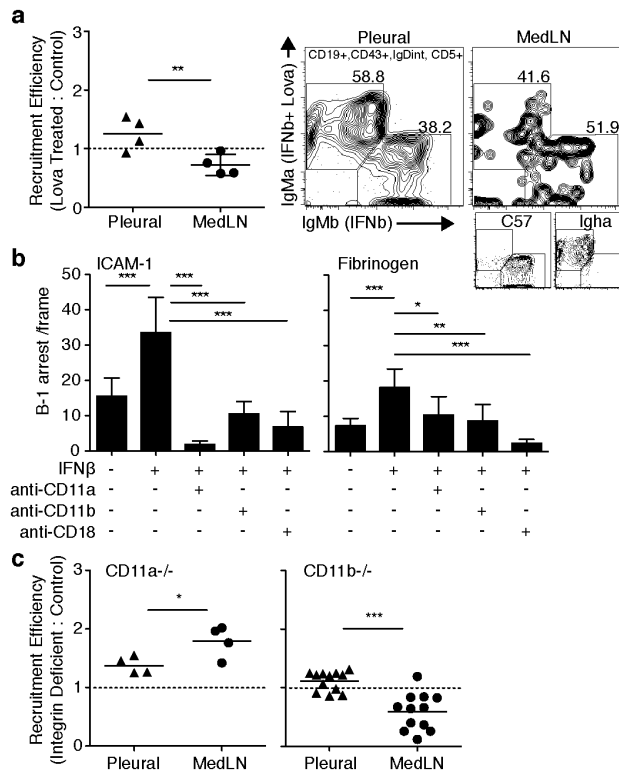 a
Recruitment Efficiency
(Lova Treated : Control)
4
3
2
1
0
**
Pleural MedLN
Pleural
CD19+,CD43+,IgDint, CD5+
58.8
38.2
IgMa (IFNb+ Lova)
IgMb (IFNb)
MedLN
41.6
51.9
C57
Igha
b
B-1 arrest /frame
50
40
30
20
10
0
ICAM-1
*** ***
***
***
Fibrinogen
***
*
**
***
IFNβ - + + + + - + + + +
anti-CD11a - - + - - - - + - -
anti-CD11b - - - + - - - - + -
anti-CD18 - - - - + - - - - +
c
Recruitment Efficiency
(Integrin Deficient : Control)
3
2
1
0
CD11a-/-
*
Pleural MedLN
CD11b-/-
***
Pleural MedLN